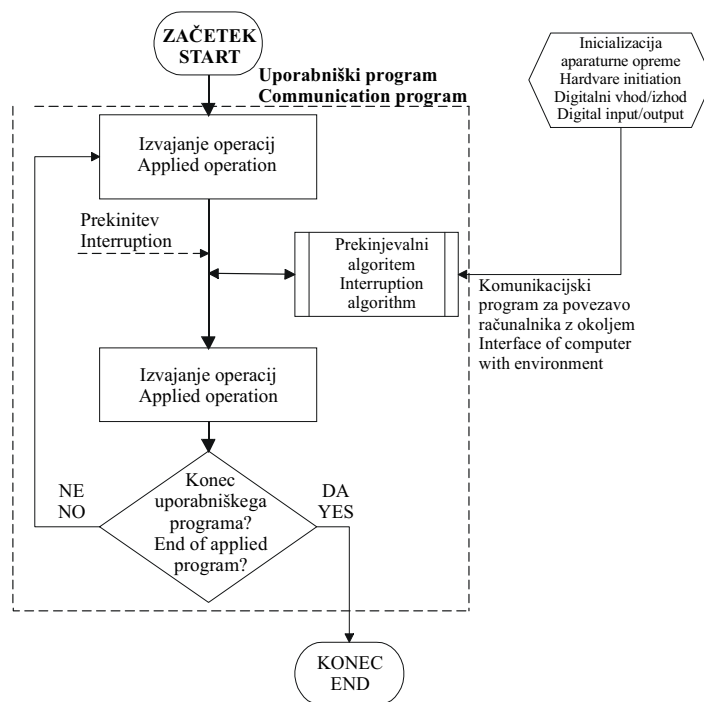 ZAČETEK
START
Uporabniški program
Communication program
Inicializacija
aparaturne opreme
Hardware initiation
Digitalni vhod/izhod
Digital input/output
Izvajanje operacij
Applied operation
Prekinitev
Interruption
Prekinjevalni
algoritem
Interruption
algorithm
Komunikacijski
program za povezavo
računalnika z okoljem
Interface of computer
with environment
Izvajanje operacij
Applied operation
NE
NO
Konec
uporabniškega
programa?
End of applied
program?
DA
YES
KONEC
END